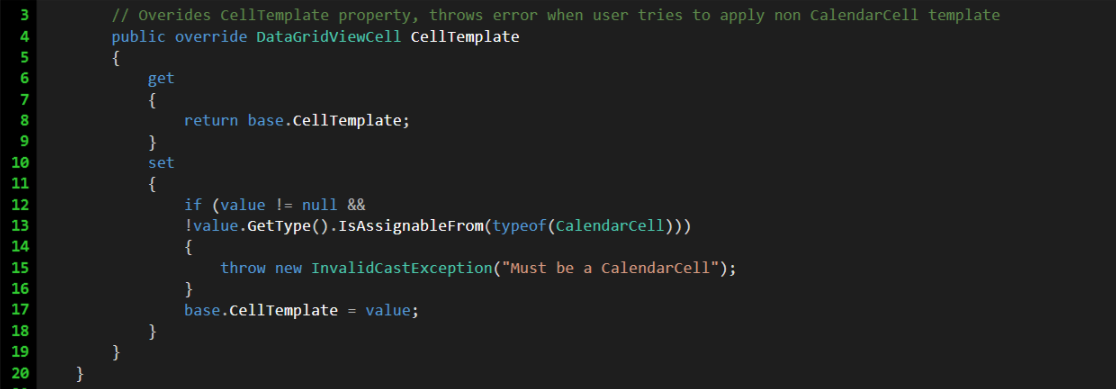 3 // Overides CellTemplate property, throws error when user tries to apply non CalendarCell template
4 public override DataGridViewCell CellTemplate
5 {
6 get
7 {
8 return base.CellTemplate;
9 }
10 set
11 {
12 if (value != null &&
13 !value.GetType().IsAssignableFrom(typeof(CalendarCell)))
14 {
15 throw new InvalidCastException("Must be a CalendarCell");
16 }
17 base.CellTemplate = value;
18 }
19 }
20 }